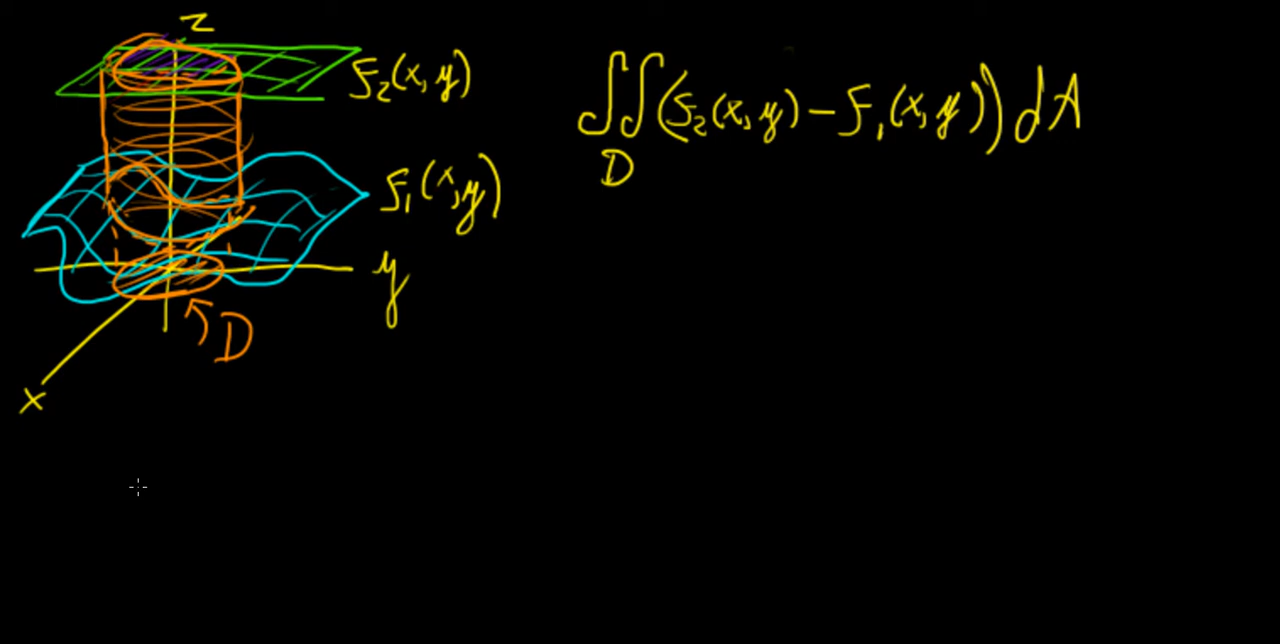 z
f₂(x, y)
∬ (f₂(x, y) − f₁(x, y)) dA
D
f₁(x, y)
y
D
x